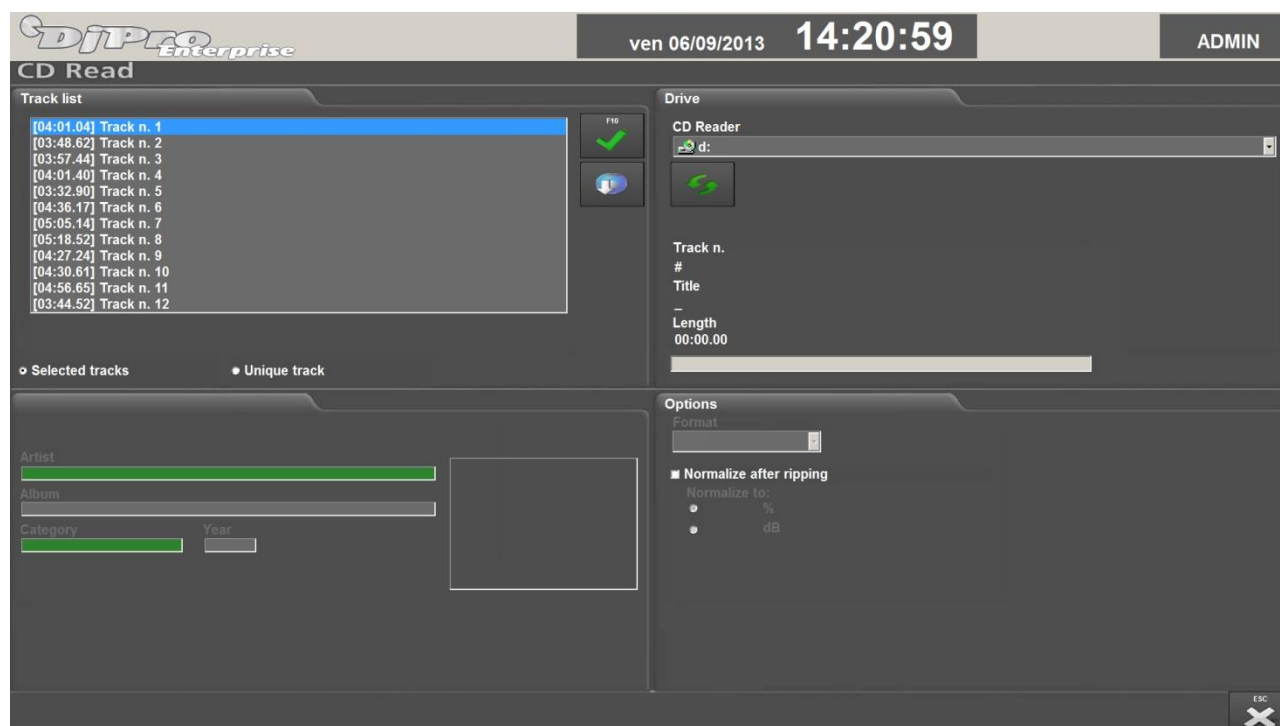 DjPro
Enterprise
ven 06/09/2013 14:20:59
ADMIN
CD Read
Track list
[04:01.04] Track n. 1
[03:48.62] Track n. 2
[03:57.44] Track n. 3
[04:01.40] Track n. 4
[03:32.90] Track n. 5
[04:36.17] Track n. 6
[05:05.14] Track n. 7
[05:18.52] Track n. 8
[04:27.24] Track n. 9
[04:30.61] Track n. 10
[04:56.65] Track n. 11
[03:44.52] Track n. 12
F10
Selected tracks
Unique track
Drive
CD Reader
d:
Track n.
#
Title
_
Length
00:00.00
Artist
Album
Category
Year
Options
Format
Normalize after ripping
Normalize to:
%
dB
ESC